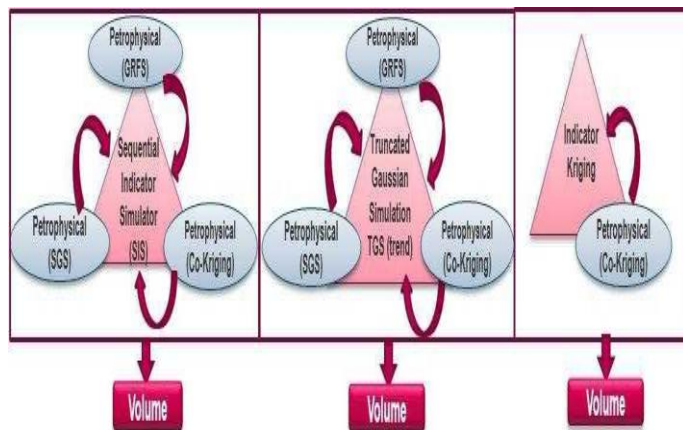 Petrophysical
(GRFS)
Sequential
Indicator
Simulator
(SIS)
Petrophysical
(SGS)
Petrophysical
(Co-Kriging)
Volume
Petrophysical
(GRFS)
Truncated
Gaussian
Simulation
TGS (trend)
Petrophysical
(SGS)
Petrophysical
(Co-Kriging)
Volume
Indicator
Kriging
Petrophysical
(Co-Kriging)
Volume